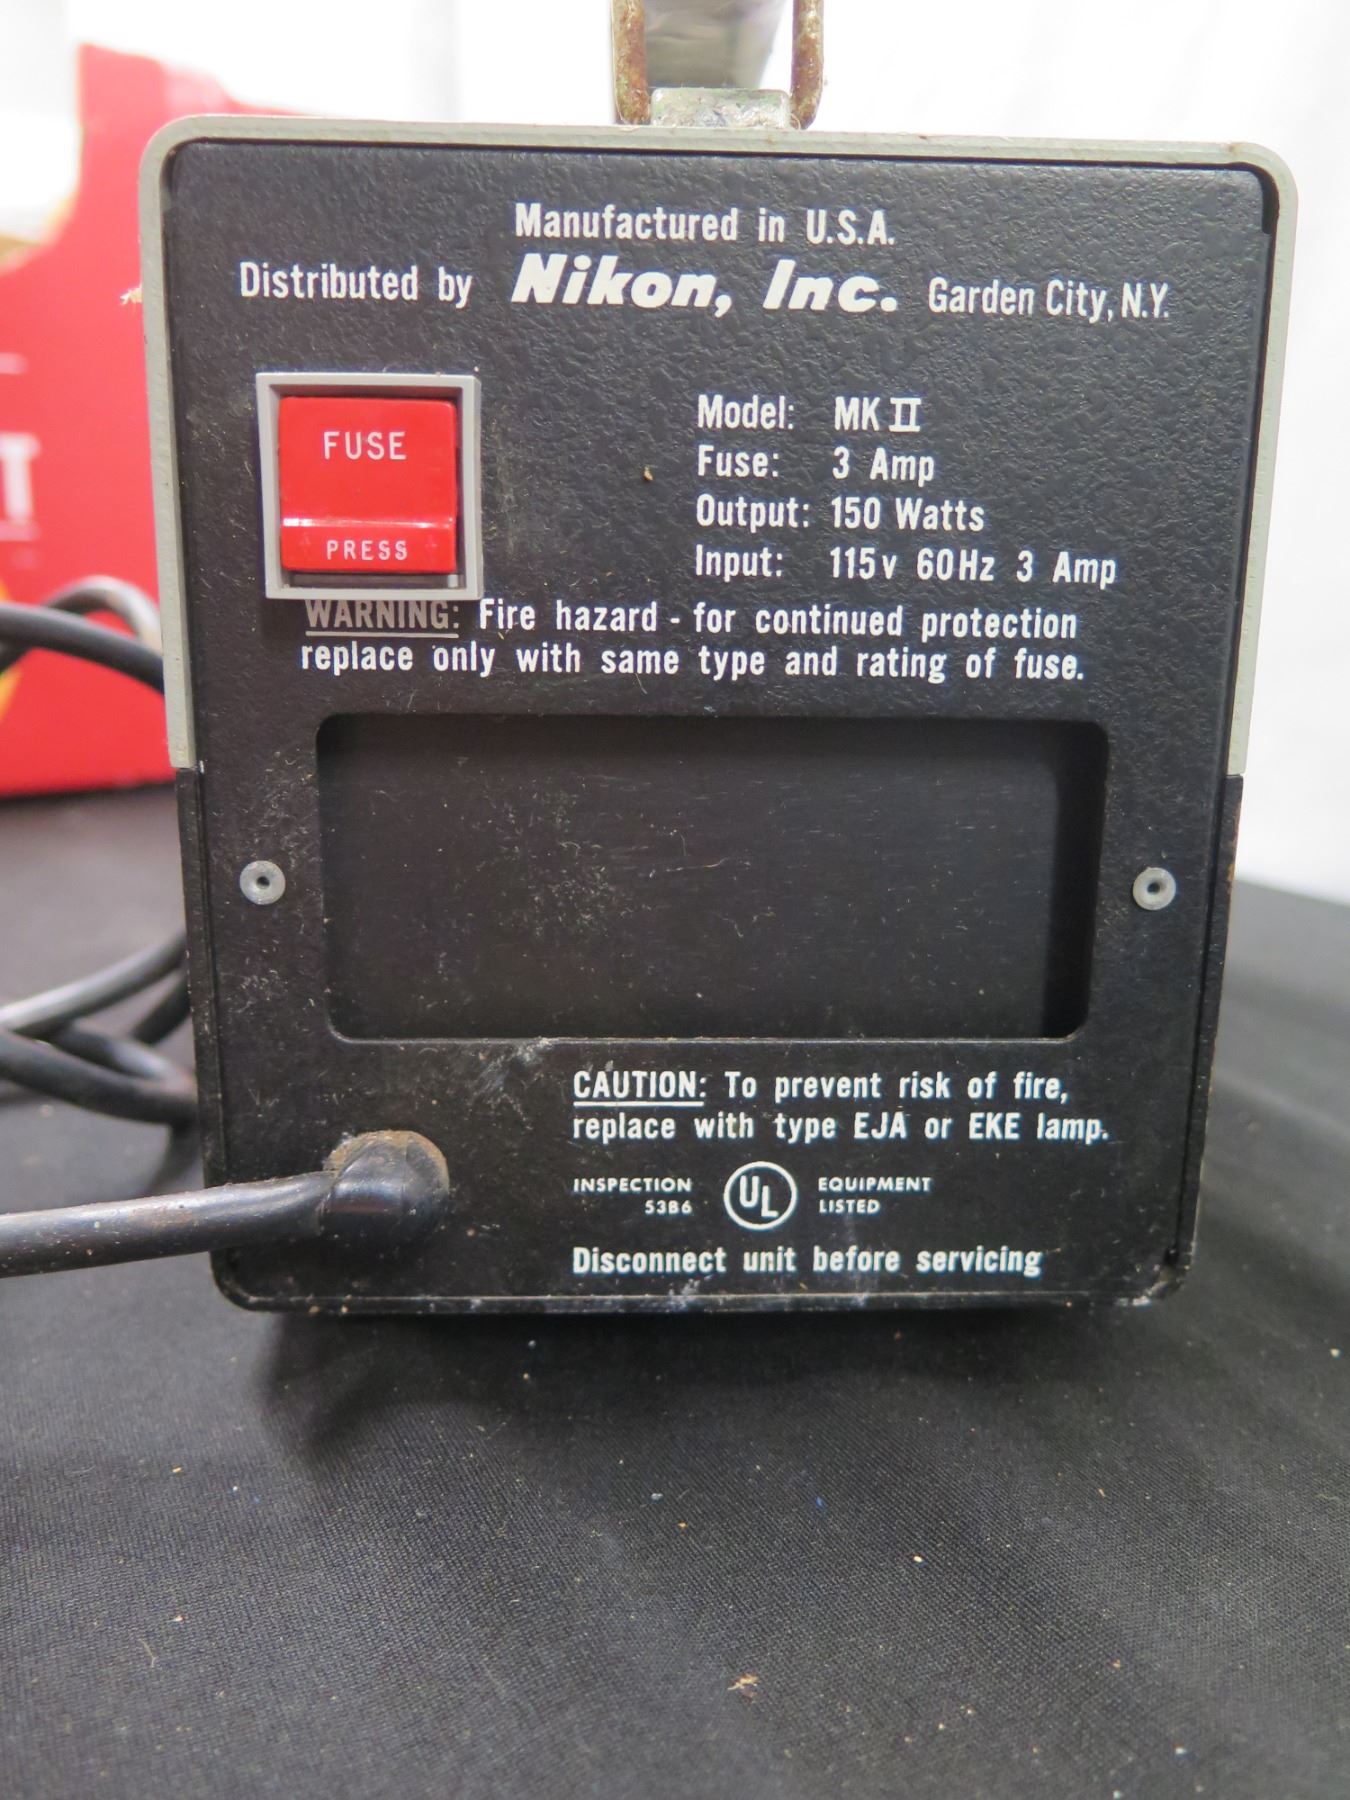 Manufactured in U.S.A.
Distributed by Nikon, Inc. Garden City, N.Y.
FUSE
PRESS
Model: MK II
Fuse: 3 Amp
Output: 150 Watts
Input: 115v 60Hz 3 Amp
WARNING: Fire hazard - for continued protection
replace only with same type and rating of fuse.
CAUTION: To prevent risk of fire,
replace with type EJA or EKE lamp.
INSPECTION
53B6
UL
EQUIPMENT
LISTED
Disconnect unit before servicing